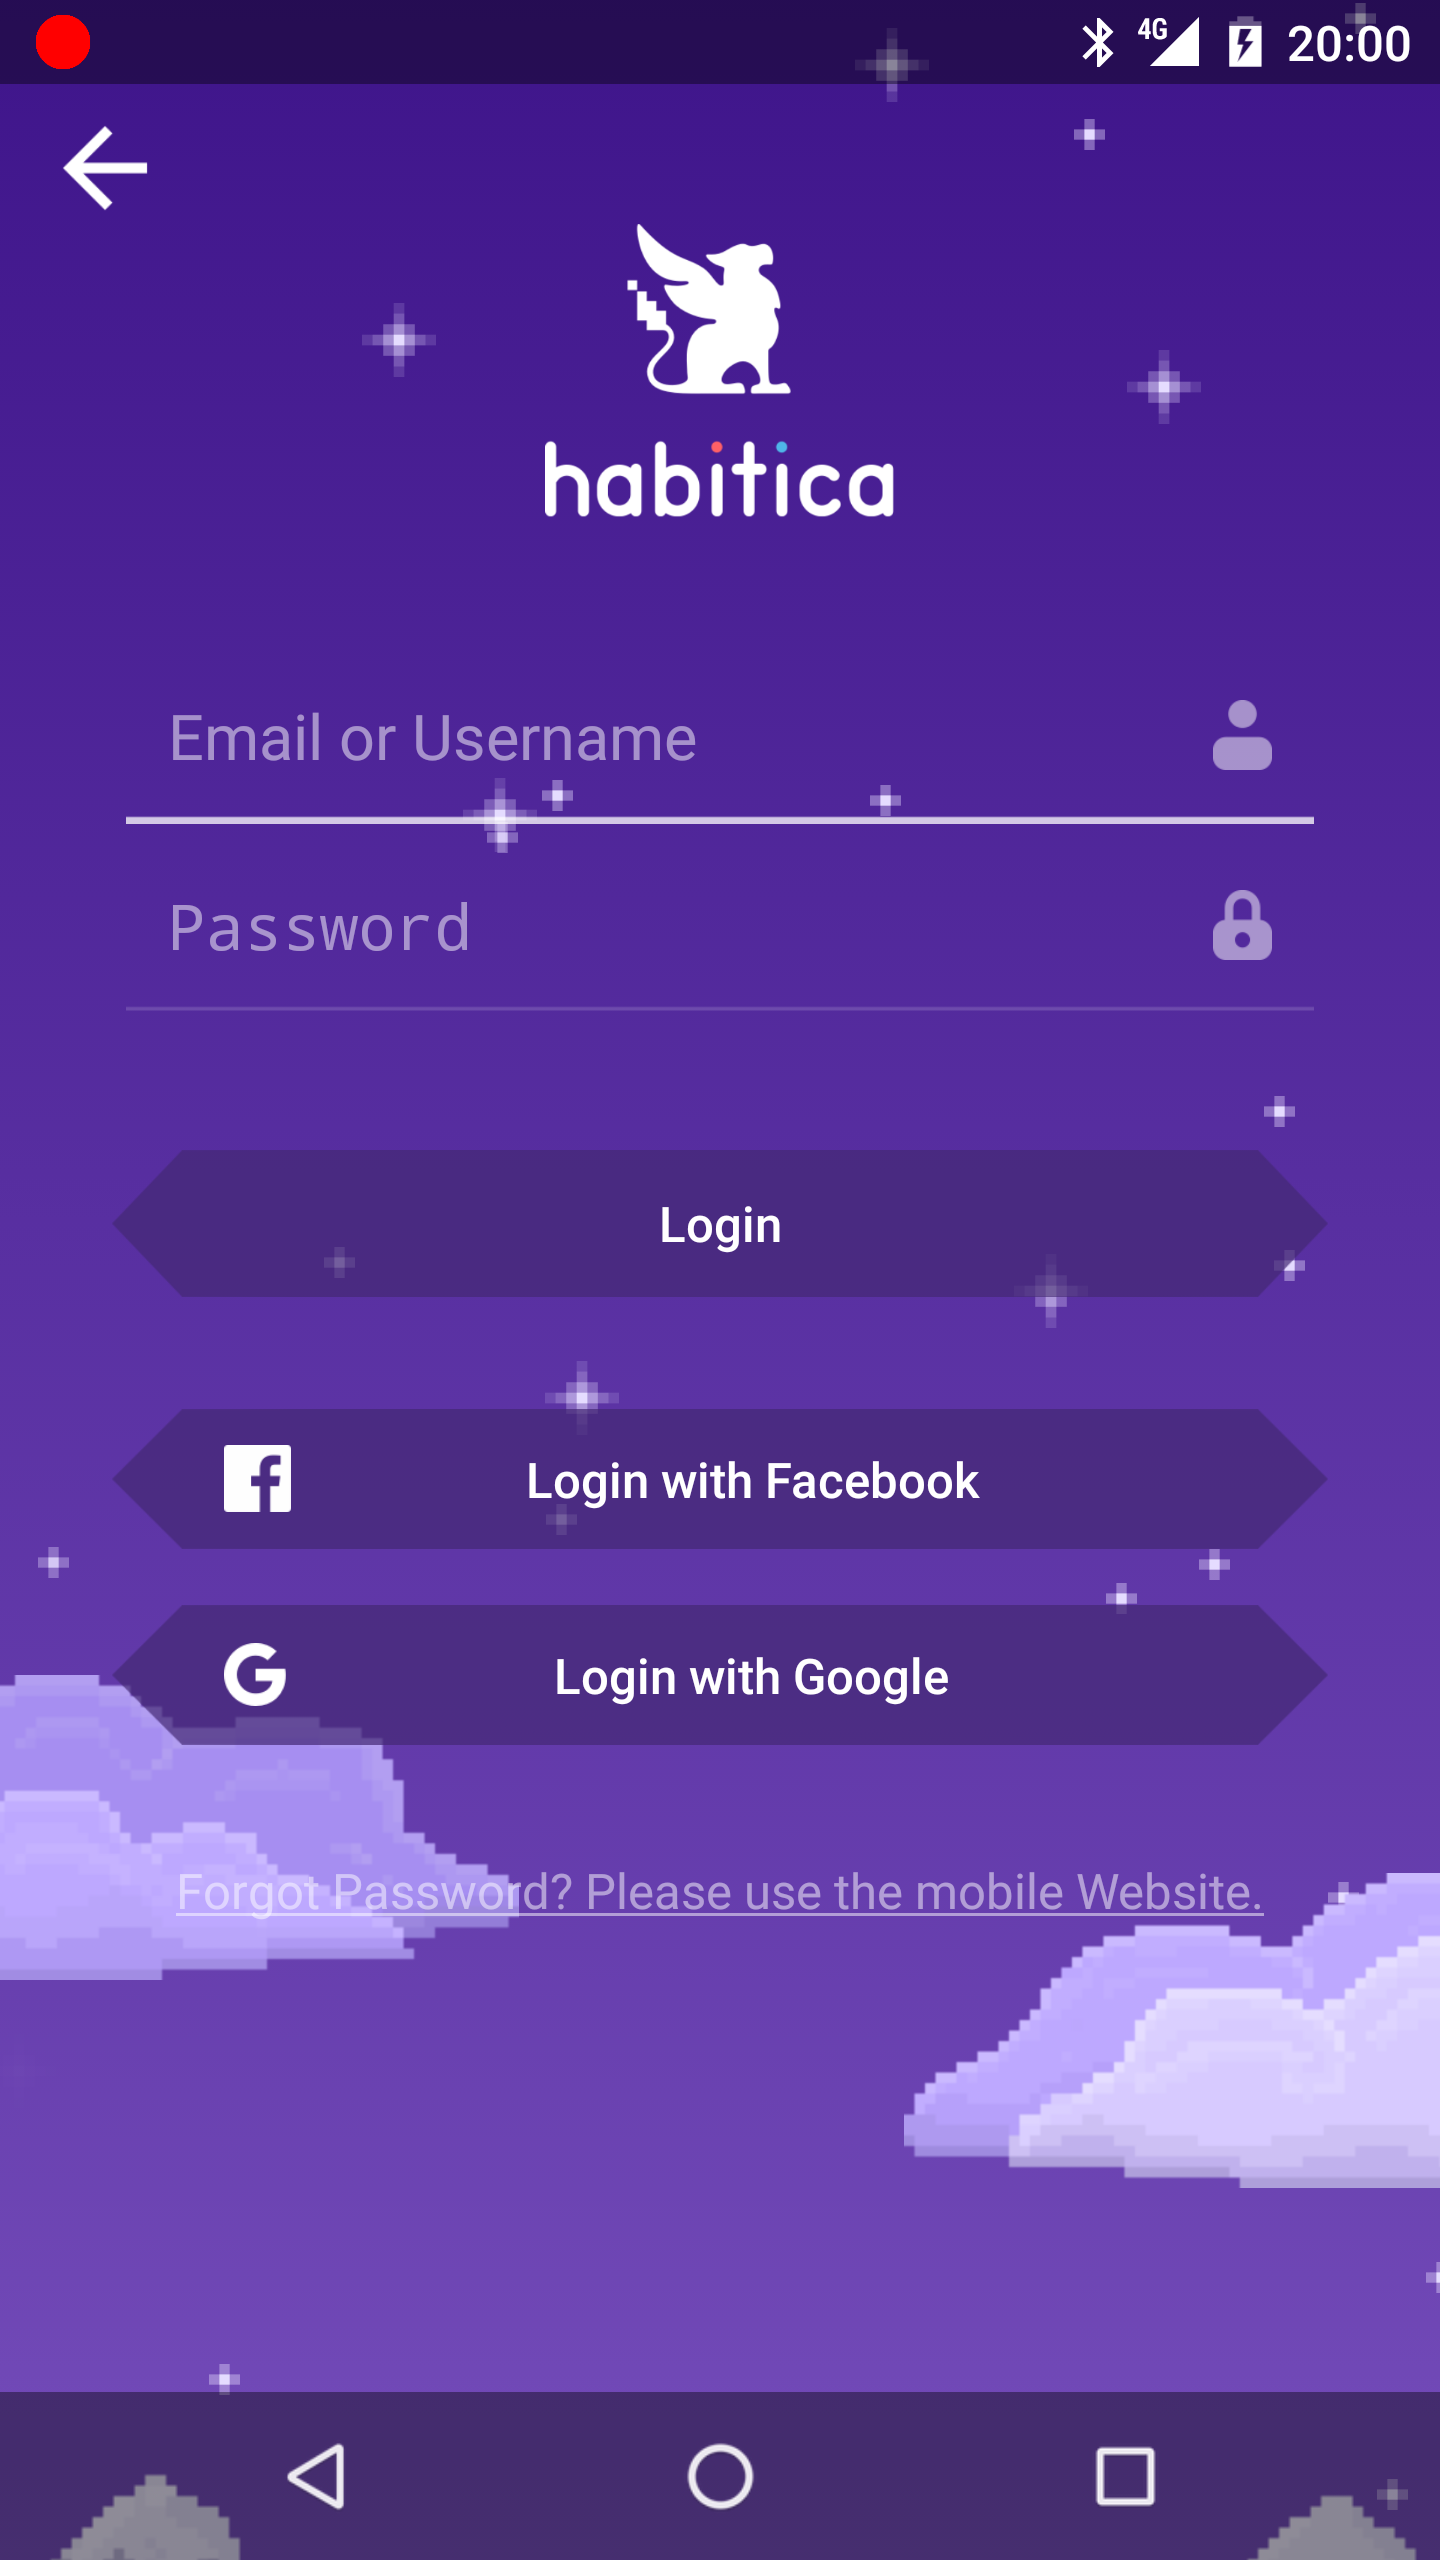 4G 20:00
habitica
Email or Username
Password
Login
Login with Facebook
Login with Google
Forgot Password? Please use the mobile Website.